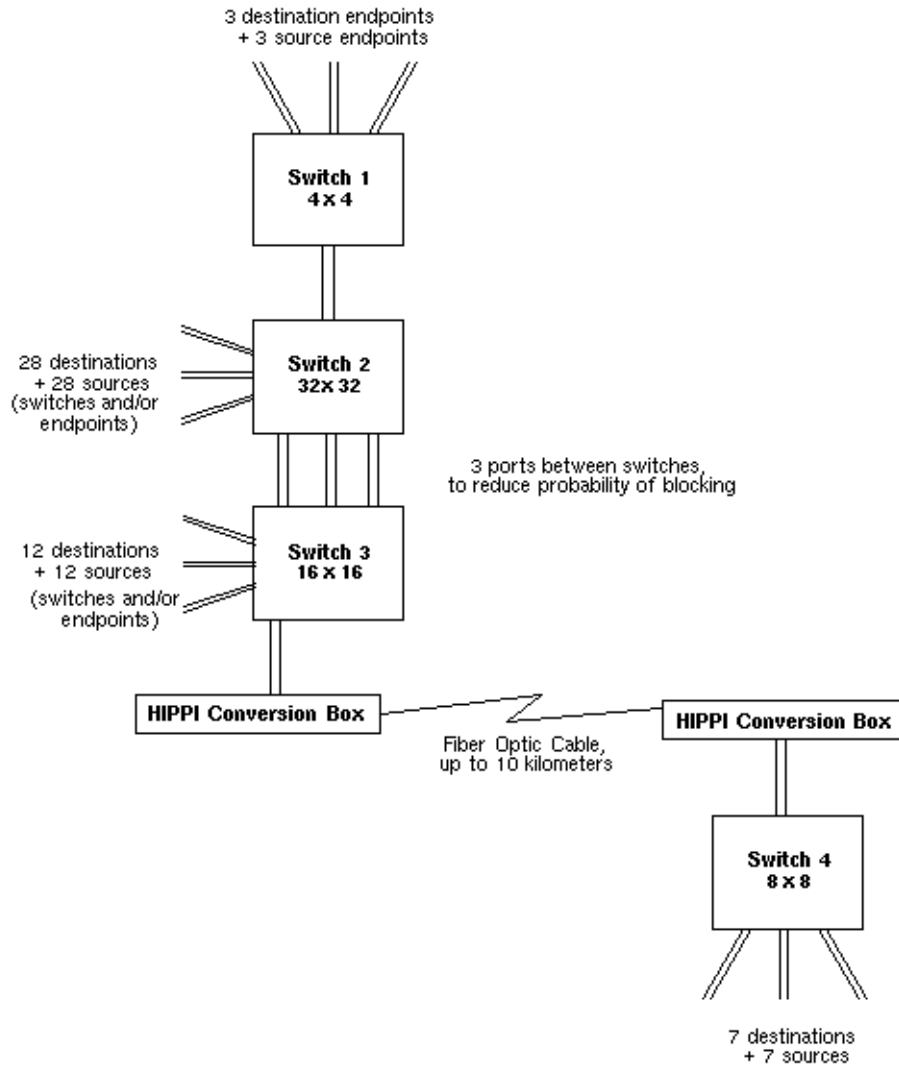 3 destination endpoints
+ 3 source endpoints
Switch 1
4 x 4
Switch 2
32 x 32
28 destinations
+ 28 sources
(switches and/or
endpoints)
3 ports between switches,
to reduce probability of blocking
Switch 3
16 x 16
12 destinations
+ 12 sources
(switches and/or
endpoints)
HIPPI Conversion Box
HIPPI Conversion Box
Fiber Optic Cable,
up to 10 kilometers
Switch 4
8 x 8
7 destinations
+ 7 sources